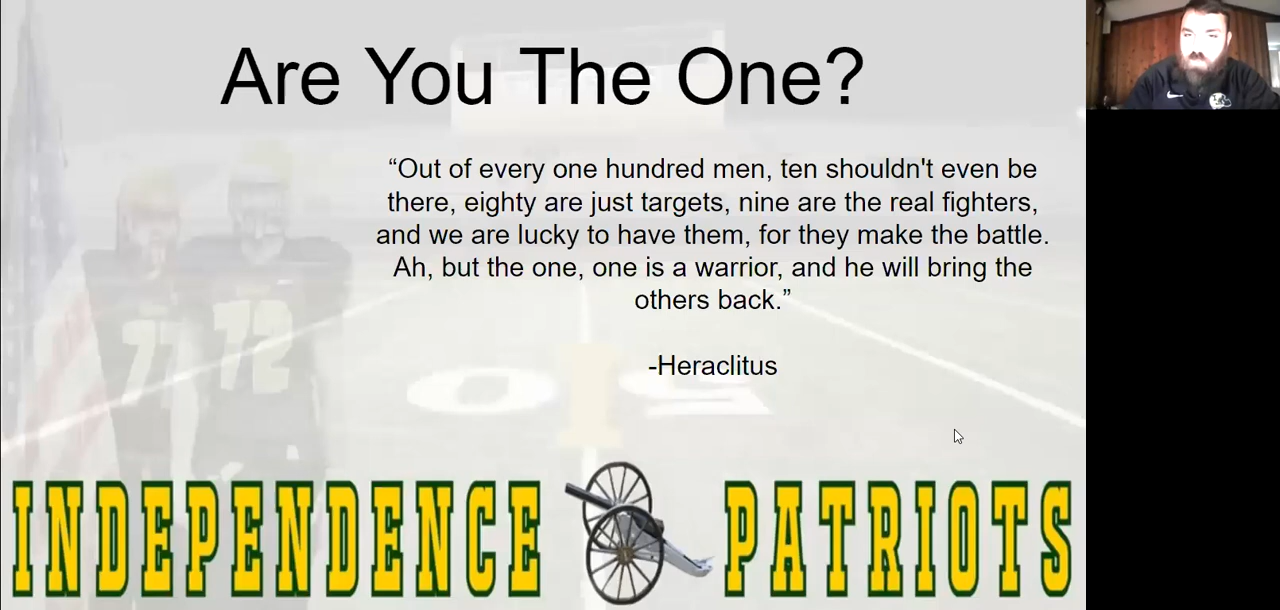 Are You The One?
“Out of every one hundred men, ten shouldn't even be
there, eighty are just targets, nine are the real fighters,
and we are lucky to have them, for they make the battle.
Ah, but the one, one is a warrior, and he will bring the
others back.”
-Heraclitus
72
INDEPENDENCE PATRIOTS